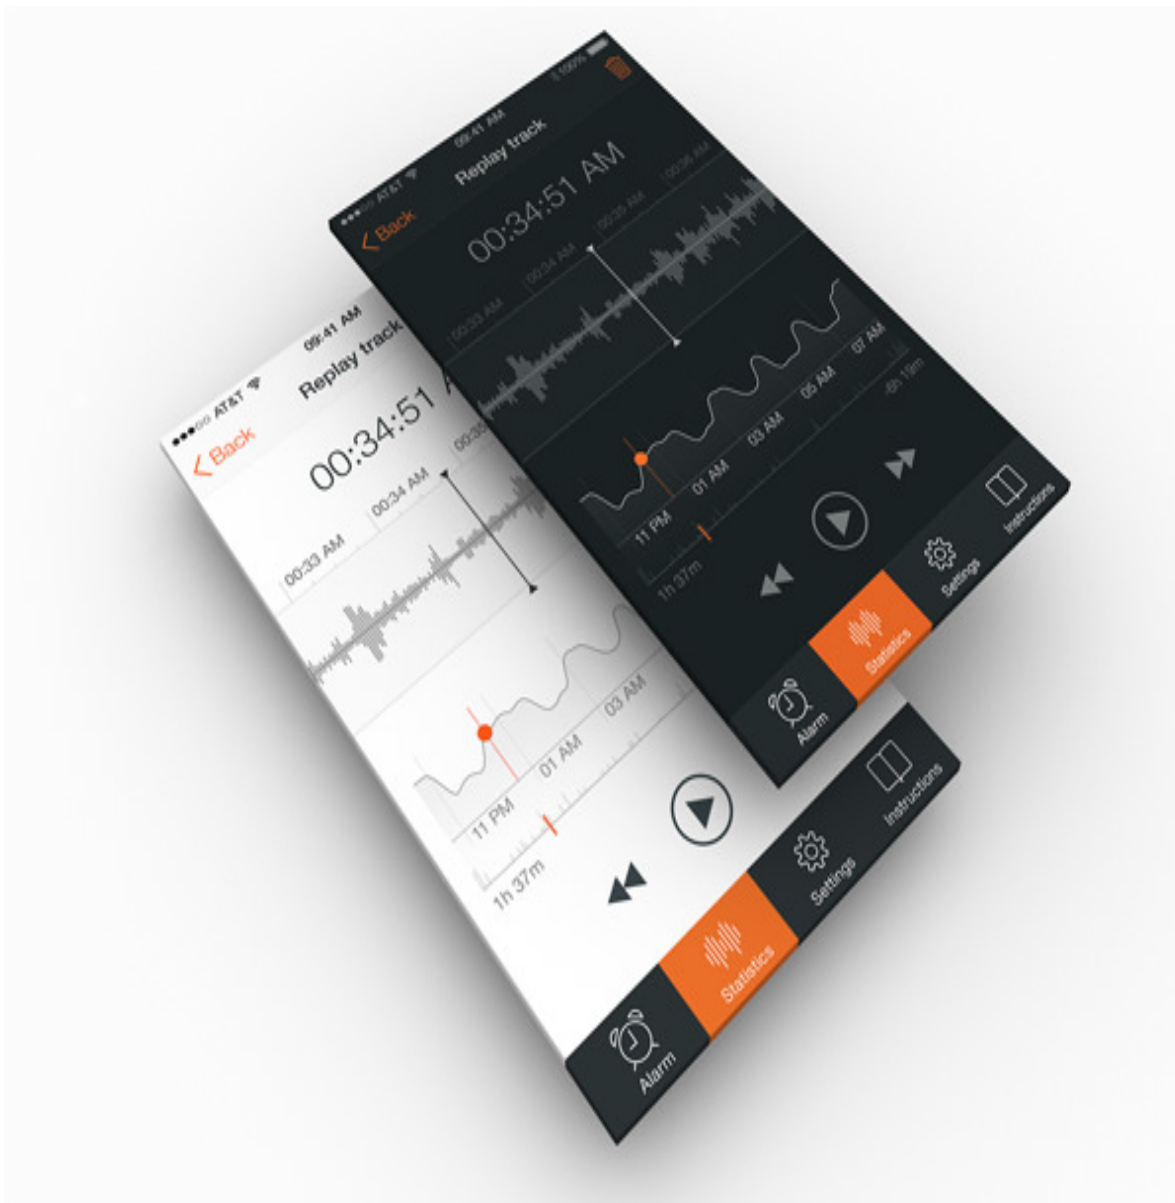 ●●●○○ AT&T 09:41 AM 100%
Back Replay track
00:34:51 AM
00:33 AM 00:34 AM 00:35 AM 00:36 AM
11 PM 01 AM 03 AM 05 AM 07 AM
1h 37m -6h 19m
Alarm Statistics Settings Instructions
●●●○○ AT&T 09:41 AM
Back Replay track
00:34:51
00:33 AM 00:34 AM
11 PM 01 AM 03 AM
1h 37m
Alarm Statistics Settings Instructions